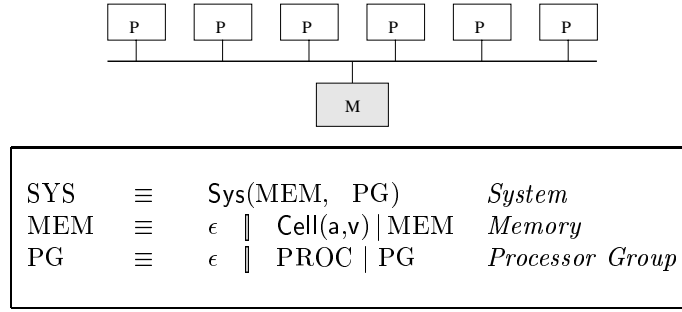 P P P P P P
M
SYS ≡ Sys(MEM, PG) System
MEM ≡ ϵ ⫿ Cell(a,v) | MEM Memory
PG ≡ ϵ ⫿ PROC | PG Processor Group